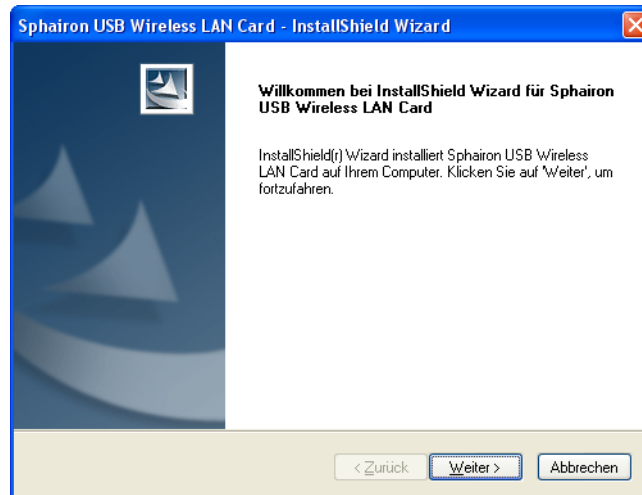 Sphairon USB Wireless LAN Card - InstallShield Wizard
Willkommen bei InstallShield Wizard für Sphairon
USB Wireless LAN Card
InstallShield(r) Wizard installiert Sphairon USB Wireless
LAN Card auf Ihrem Computer. Klicken Sie auf 'Weiter', um
fortzufahren.
< Zurück Weiter > Abbrechen